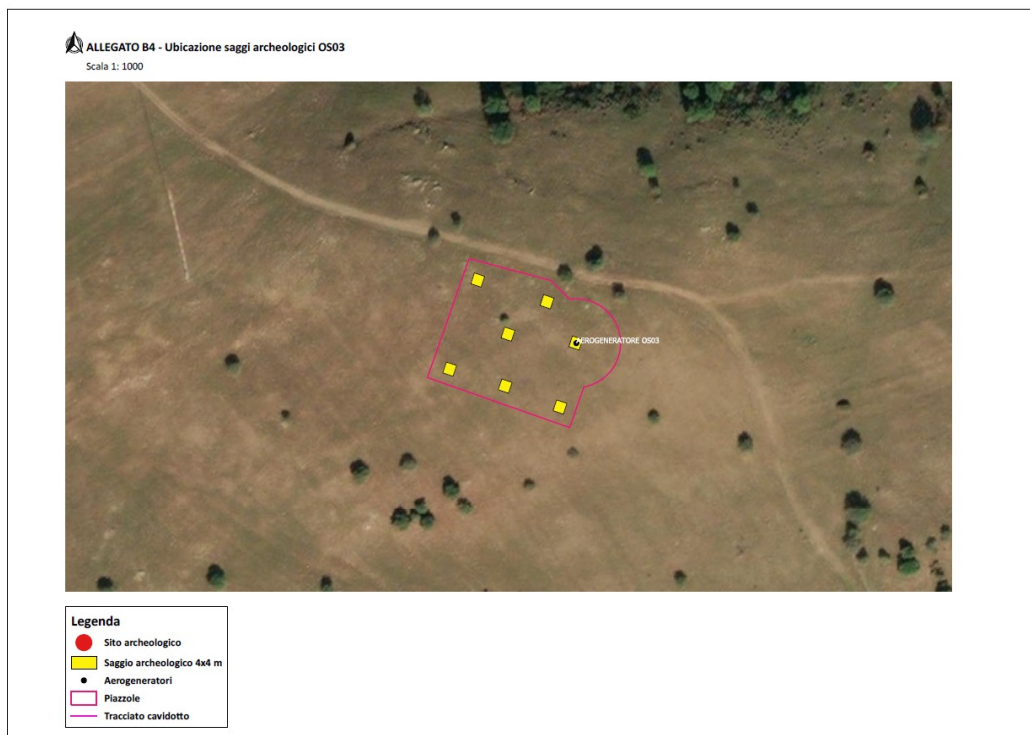 ALLEGATO B4 - Ubicazione saggi archeologici OS03
Scala 1: 1000
AEROGENERATORE OS03
Legenda
Sito archeologico
Saggio archeologico 4x4 m
Aerogeneratori
Piazzole
Tracciato cavidotto